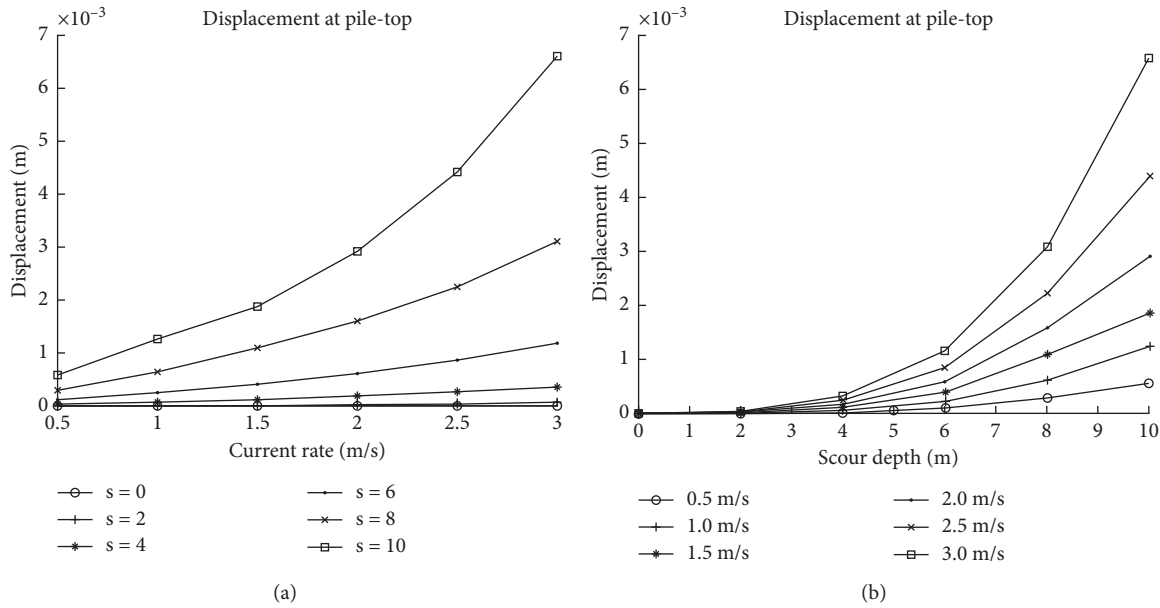 Displacement at pile-top
×10⁻³
7
6
5
4
3
2
1
0
Displacement (m)
0.5 1 1.5 2 2.5 3
Current rate (m/s)
s = 0
s = 2
s = 4
s = 6
s = 8
s = 10
(a)
Displacement at pile-top
×10⁻³
7
6
5
4
3
2
1
0
Displacement (m)
0 1 2 3 4 5 6 7 8 9 10
Scour depth (m)
0.5 m/s
1.0 m/s
1.5 m/s
2.0 m/s
2.5 m/s
3.0 m/s
(b)